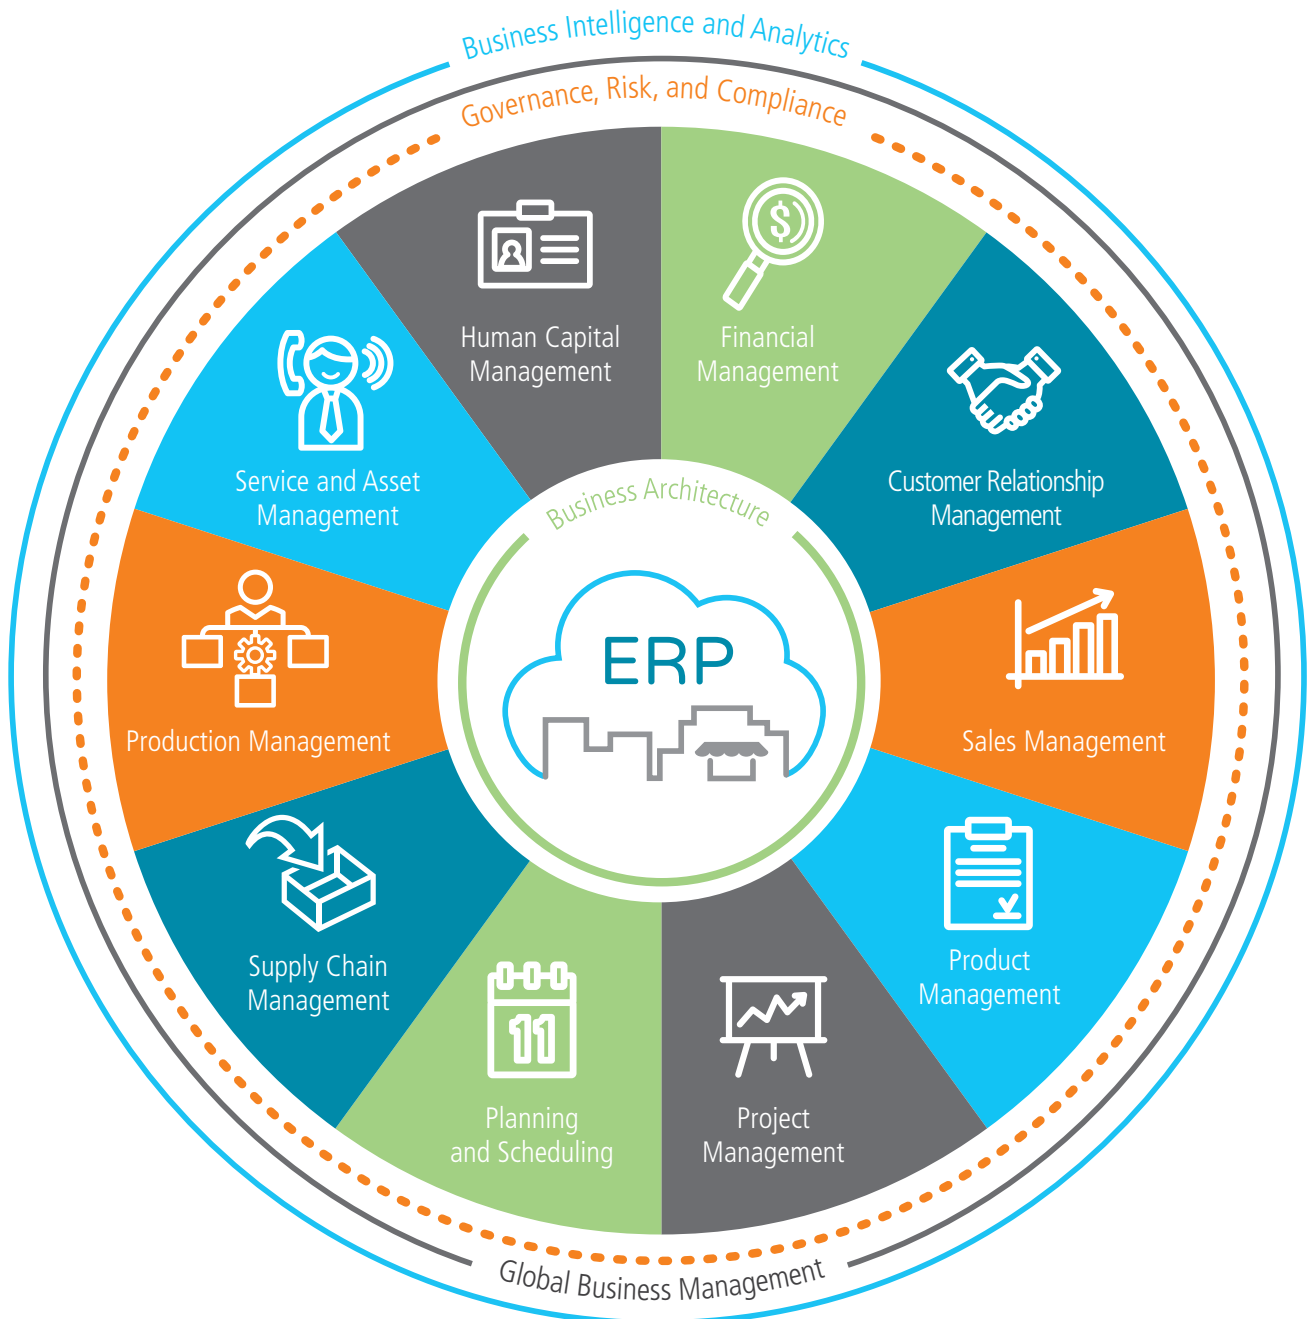 Business Intelligence and Analytics
Governance, Risk, and Compliance
Human Capital
Management
$
Financial
Management
Customer Relationship
Management
Service and Asset
Management
Business Architecture
ERP
Production Management
Sales Management
Supply Chain
Management
Product
Management
11
Planning
and Scheduling
Project
Management
Global Business Management